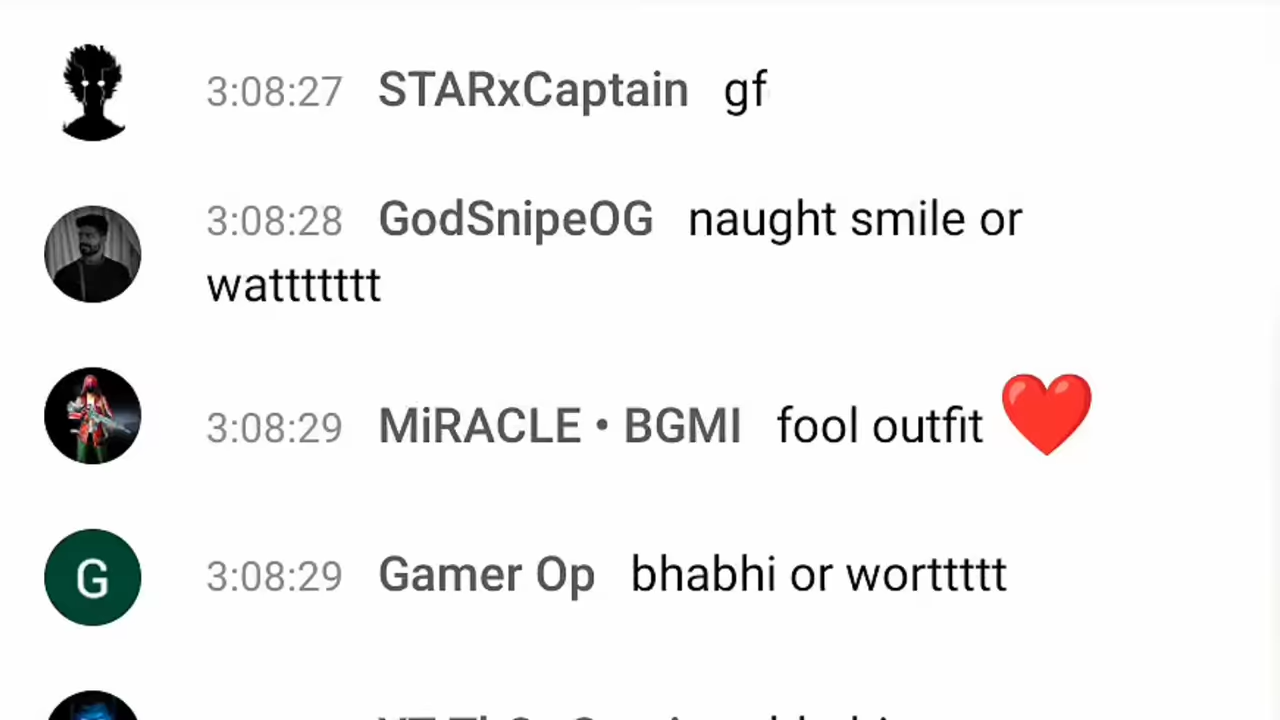 3:08:27 STARxCaptain gf
3:08:28 GodSnipeOG naught smile or
watttttttt
3:08:29 MiRACLE • BGMI fool outfit ❤️
G 3:08:29 Gamer Op bhabhi or worttttt